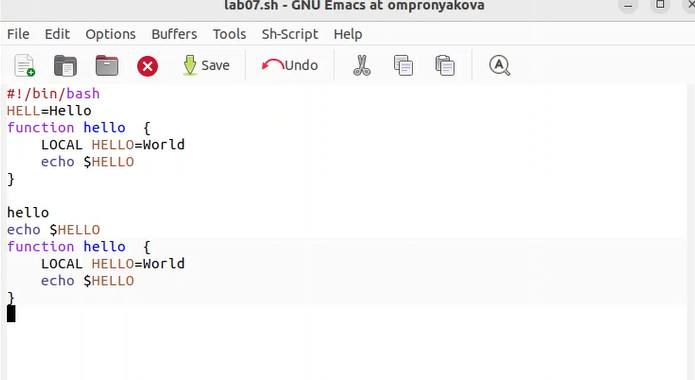 lab07.sh - GNU Emacs at ompronyakova
File Edit Options Buffers Tools Sh-Script Help
Save Undo
#!/bin/bash
HELL=Hello
function hello  {
    LOCAL HELLO=World
    echo $HELLO
}
hello
echo $HELLO
function hello  {
    LOCAL HELLO=World
    echo $HELLO
}